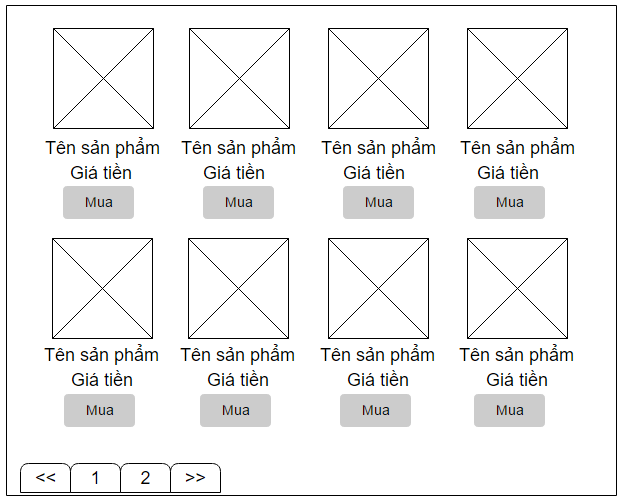 Tên sản phẩm Tên sản phẩm Tên sản phẩm Tên sản phẩm
Giá tiền Giá tiền Giá tiền Giá tiền
Mua Mua Mua Mua
Tên sản phẩm Tên sản phẩm Tên sản phẩm Tên sản phẩm
Giá tiền Giá tiền Giá tiền Giá tiền
Mua Mua Mua Mua
<< 1 2 >>